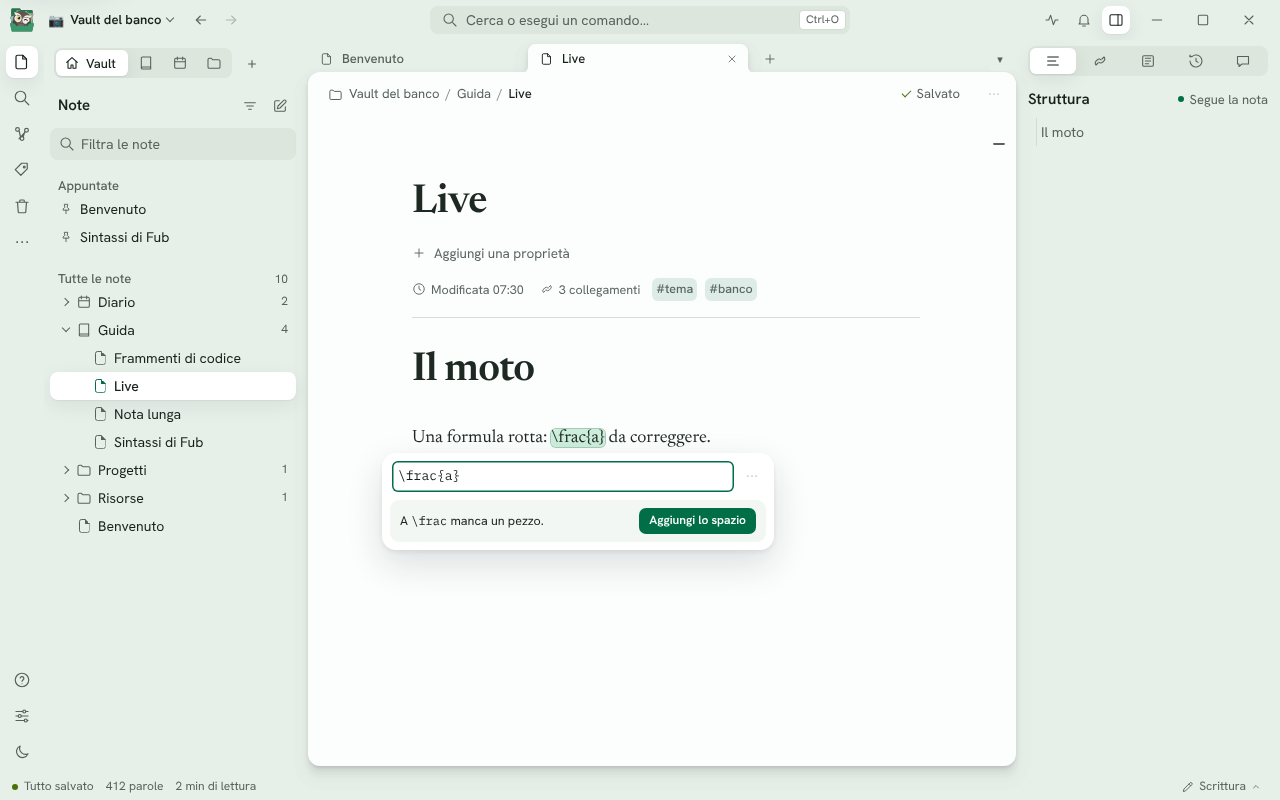 Vault del banco
Cerca o esegui un comando…
Ctrl+O
Vault
Benvenuto
Live
Note
Filtra le note
Appuntate
Benvenuto
Sintassi di Fub
Tutte le note 10
Diario 2
Guida 4
Frammenti di codice
Live
Nota lunga
Sintassi di Fub
Progetti 1
Risorse 1
Benvenuto
Vault del banco / Guida / Live
Salvato
Live
Aggiungi una proprietà
Modificata 07:30 3 collegamenti #tema #banco
Il moto
Una formula rotta: \frac{a} da correggere.
\frac{a}
A \frac manca un pezzo.
Aggiungi lo spazio
Struttura
Segue la nota
Il moto
Tutto salvato 412 parole 2 min di lettura
Scrittura